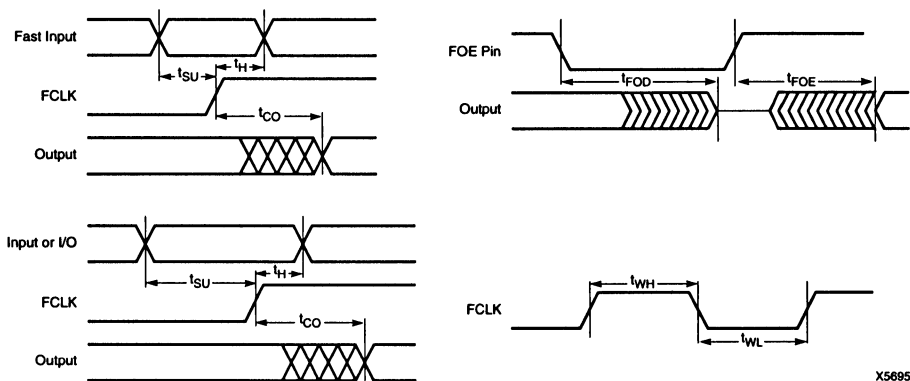 Fast Input
tSU
tH
FCLK
tCO
Output
FOE Pin
tFOD
tFOE
Output
Input or I/O
tSU
tH
FCLK
tCO
Output
FCLK
tWH
tWL
X5695